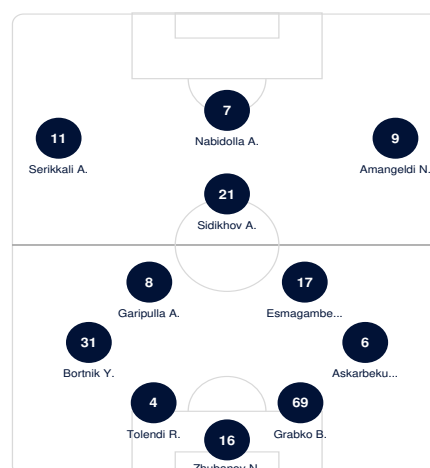 7
Nabidolla A.
11
Serikkali A.
9
Amangeldi N.
21
Sidikhov A.
8
Garipulla A.
17
Esmagambe...
31
Bortnik Y.
6
Askarbeku...
4
Tolendi R.
69
Grabko B.
16
Zhubanov N.